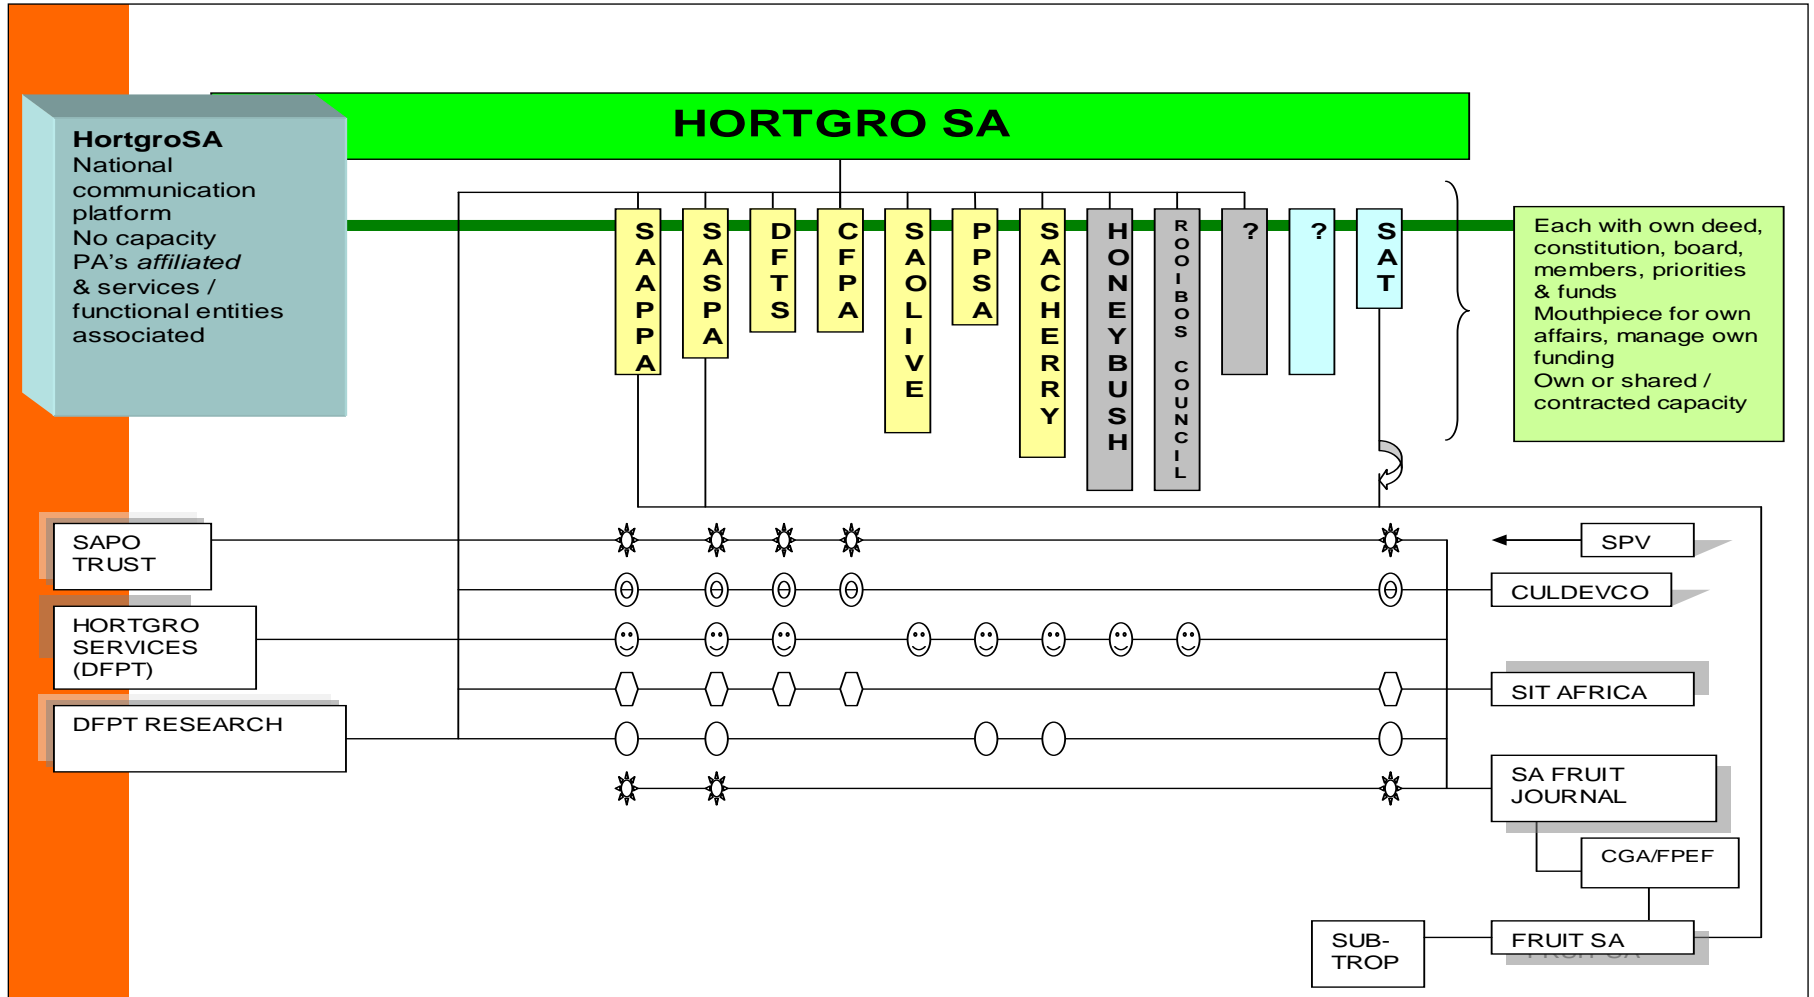 HORTGRO SA
HortgroSA
National
communication
platform
No capacity
PA's affiliated
& services /
functional entities
associated
SAAPPA
SASPA
DFTS
CFPA
SAOLIVE
PPSA
SACHERRY
HONEYBUSH
ROOIBOS COUNCIL
?
?
SAT
Each with own deed,
constitution, board,
members, priorities
& funds
Mouthpiece for own
affairs, manage own
funding
Own or shared /
contracted capacity
SAPO
TRUST
SPV
CULDEVCO
HORTGRO
SERVICES
(DFPT)
SIT AFRICA
DFPT RESEARCH
SA FRUIT
JOURNAL
CGA/FPEF
SUB-
TROP
FRUIT SA